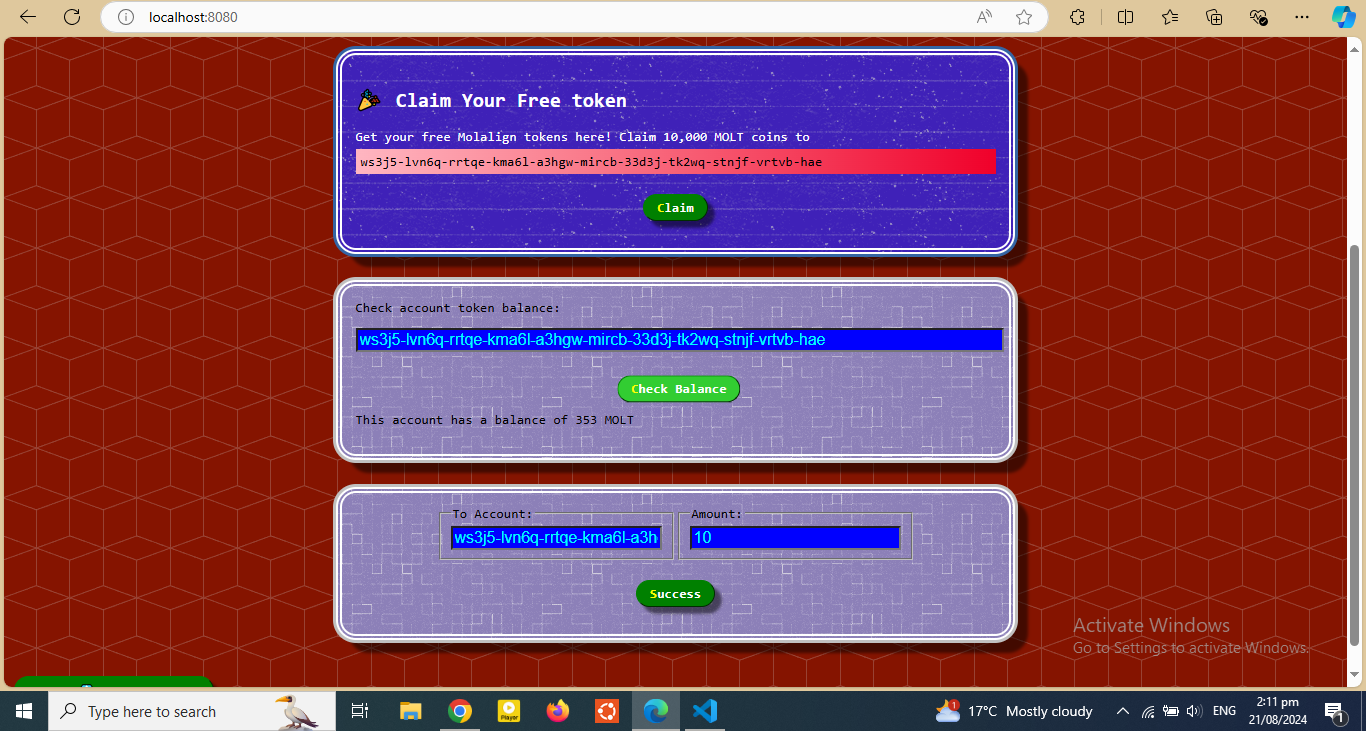 localhost:8080
Claim Your Free token
Get your free Molalign tokens here! Claim 10,000 MOLT coins to
ws3j5-lvn6q-rrtqe-kma6l-a3hgw-mircb-33d3j-tk2wq-stnjf-vrtvb-hae
Claim
Check account token balance:
ws3j5-lvn6q-rrtqe-kma6l-a3hgw-mircb-33d3j-tk2wq-stnjf-vrtvb-hae
Check Balance
This account has a balance of 353 MOLT
To Account: Amount:
ws3j5-lvn6q-rrtqe-kma6l-a3h 10
Success
Activate Windows
Go to Settings to activate Windows.
Type here to search
Player
1
17°C Mostly cloudy
ENG
2:11 pm
21/08/2024
1